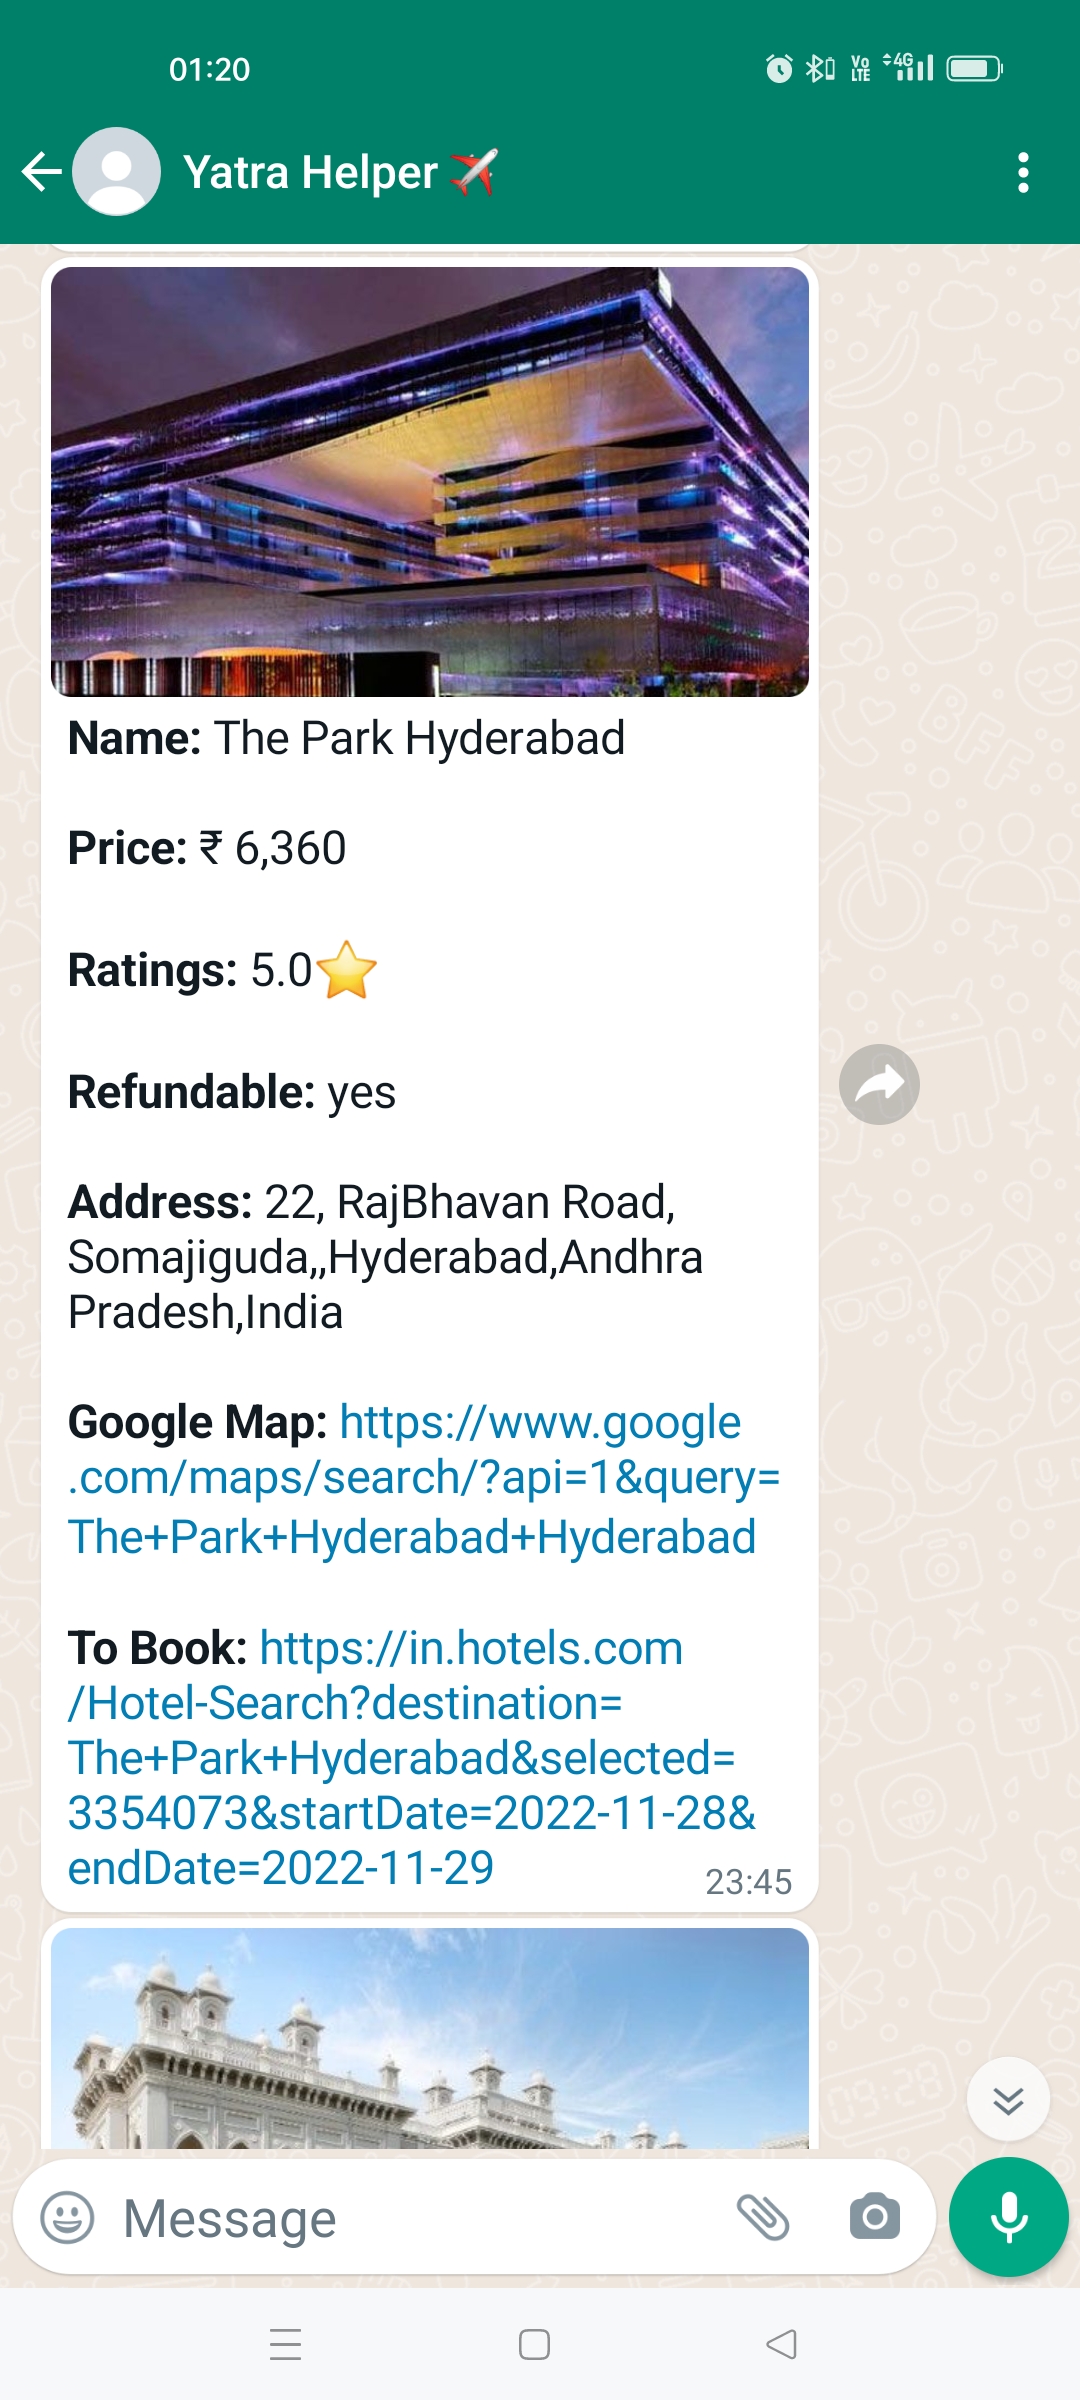 01:20
Vo
LTE
4G
Yatra Helper
Name: The Park Hyderabad
Price: ₹ 6,360
Ratings: 5.0⭐
Refundable: yes
Address: 22, RajBhavan Road,
Somajiguda,,Hyderabad,Andhra
Pradesh,India
Google Map: https://www.google
.com/maps/search/?api=1&query=
The+Park+Hyderabad+Hyderabad
To Book: https://in.hotels.com
/Hotel-Search?destination=
The+Park+Hyderabad&selected=
3354073&startDate=2022-11-28&
endDate=2022-11-29
23:45
Message